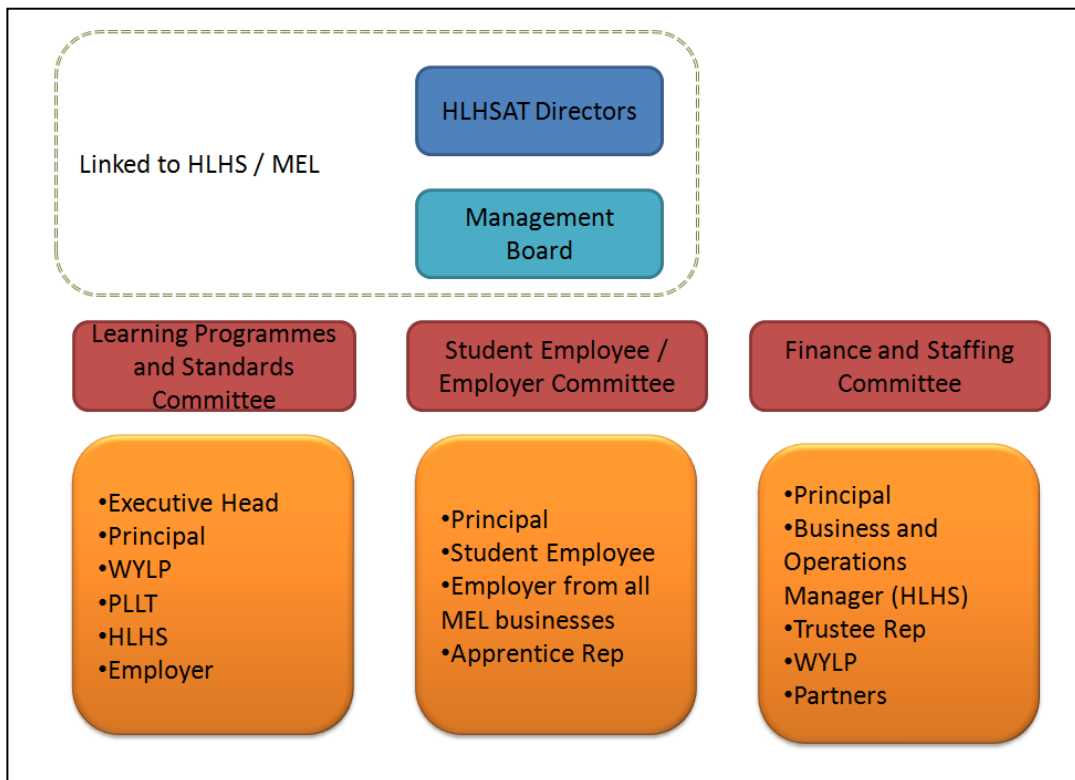 HLHSAT Directors
Linked to HLHS / MEL
Management
Board
Learning Programmes
and Standards
Committee
Student Employee /
Employer Committee
Finance and Staffing
Committee
•Executive Head
•Principal
•WYLP
•PLLT
•HLHS
•Employer
•Principal
•Student Employee
•Employer from all
MEL businesses
•Apprentice Rep
•Principal
•Business and
Operations
Manager (HLHS)
•Trustee Rep
•WYLP
•Partners